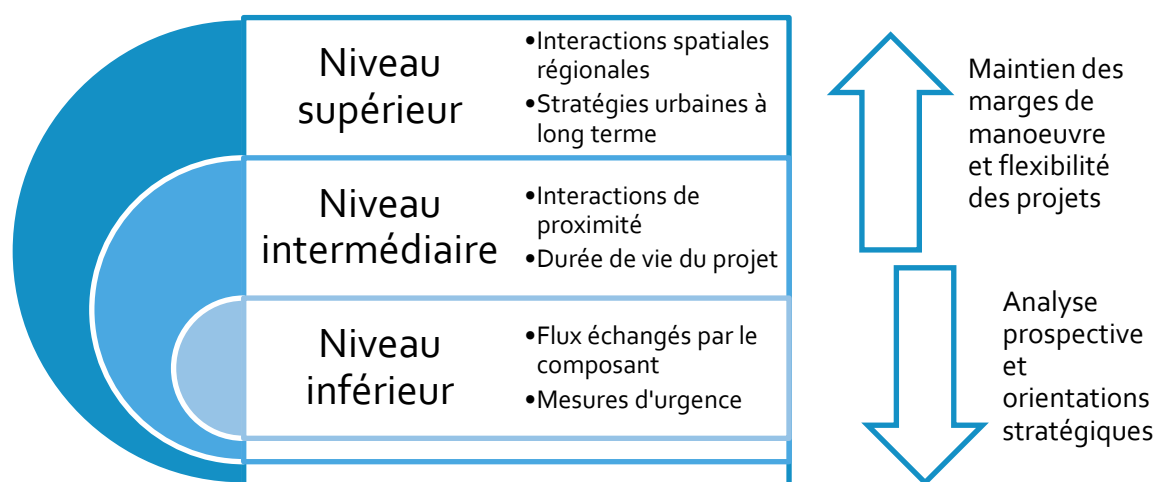 Niveau
supérieur
•Interactions spatiales
régionales
•Stratégies urbaines à
long terme
Maintien des
marges de
manoeuvre
et flexibilité
des projets
Niveau
intermédiaire
•Interactions de
proximité
•Durée de vie du projet
Niveau
inférieur
•Flux échangés par le
composant
•Mesures d'urgence
Analyse
prospective
et
orientations
stratégiques